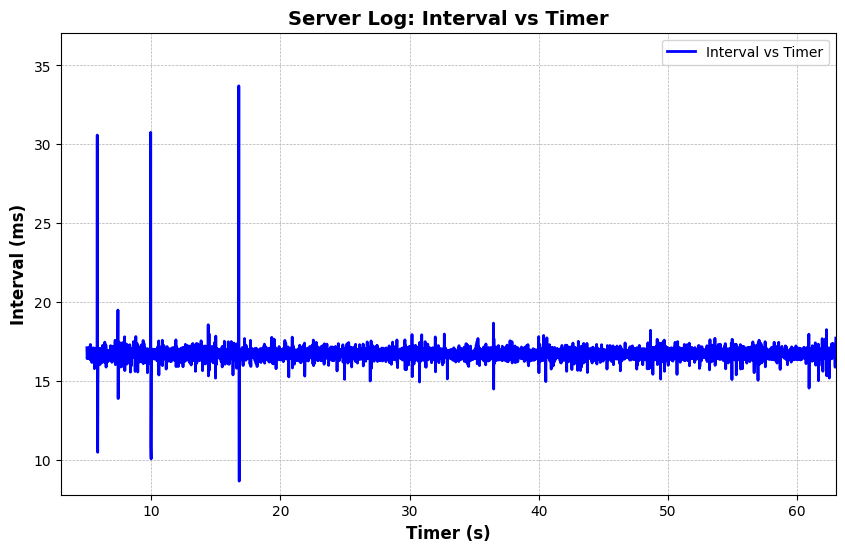 Server Log: Interval vs Timer
Interval vs Timer
Interval (ms)
35
30
25
20
15
10
10 20 30 40 50 60
Timer (s)